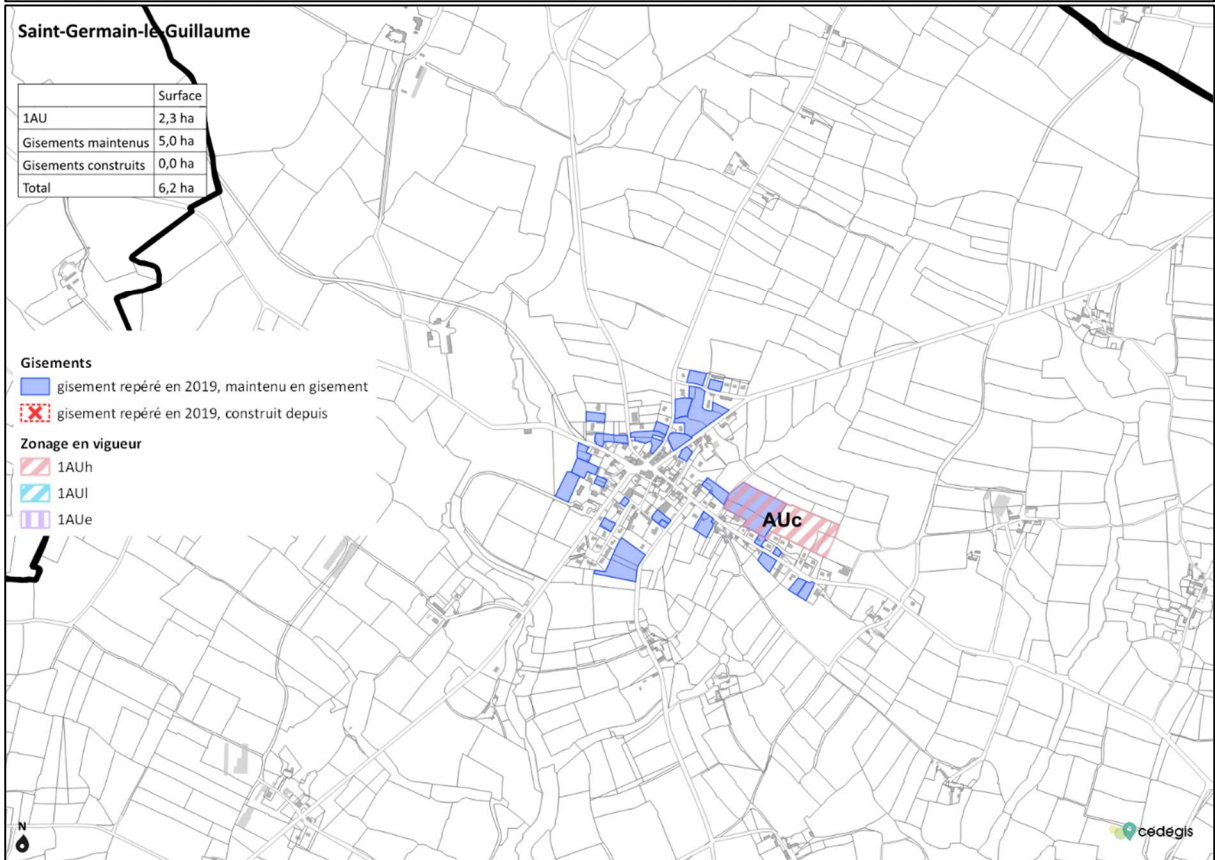 Saint-Germain-le-Guillaume
Surface
1AU 2,3 ha
Gisements maintenus 5,0 ha
Gisements construits 0,0 ha
Total 6,2 ha
Gisements
gisement repéré en 2019, maintenu en gisement
gisement repéré en 2019, construit depuis
Zonage en vigueur
1AUh
1AUl
1AUe
AUc
N
cedegis